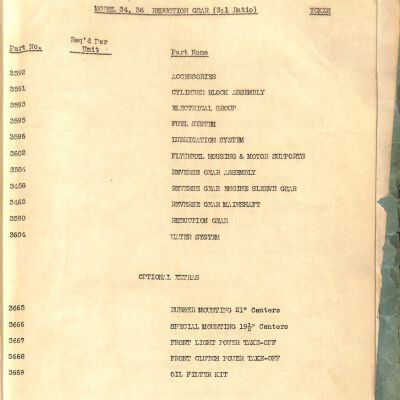 MODEL 34, 36 REDUCTION GEAR (3:1 Ratio)
Req'd Per
Part No. Unit Part Name
3592 ACCESSORIES
3591 CYLINDER BLOCK ASSEMBLY
3593 ELECTRICAL GROUP
3595 FUEL SYSTEM
3596 LUBRICATION SYSTEM
3602 FLYWHEEL HOUSING & MOTOR SUPPORTS
3584 REVERSE GEAR ASSEMBLY
3458 REVERSE GEAR ENGINE SLEEVE GEAR
3462 REVERSE GEAR MAINSHAFT
3590 REDUCTION GEAR
3604 WATER SYSTEM
OPTIONAL EXTRAS
3665 RUBBER MOUNTING 21" Centers
3666 SPECIAL MOUNTING 19½" Centers
3667 FRONT LIGHT POWER TAKE-OFF
3668 FRONT CLUTCH POWER TAKE-OFF
3669 OIL FILTER KIT